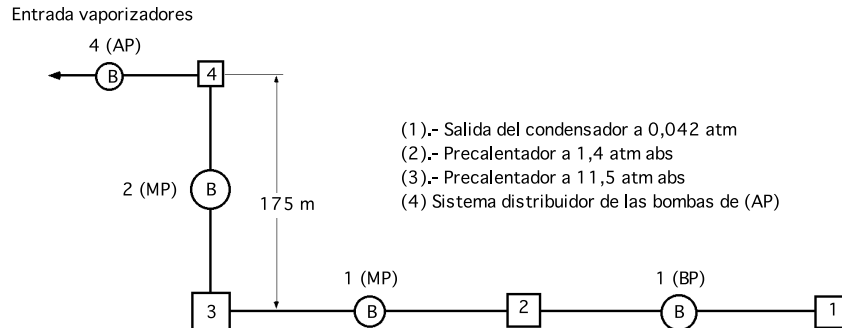 Entrada vaporizadores
4 (AP)
B
4
(1).- Salida del condensador a 0,042 atm
(2).- Precalentador a 1,4 atm abs
(3).- Precalentador a 11,5 atm abs
(4) Sistema distribuidor de las bombas de (AP)
2 (MP)
B
175 m
1 (MP)
1 (BP)
3
B
2
B
1